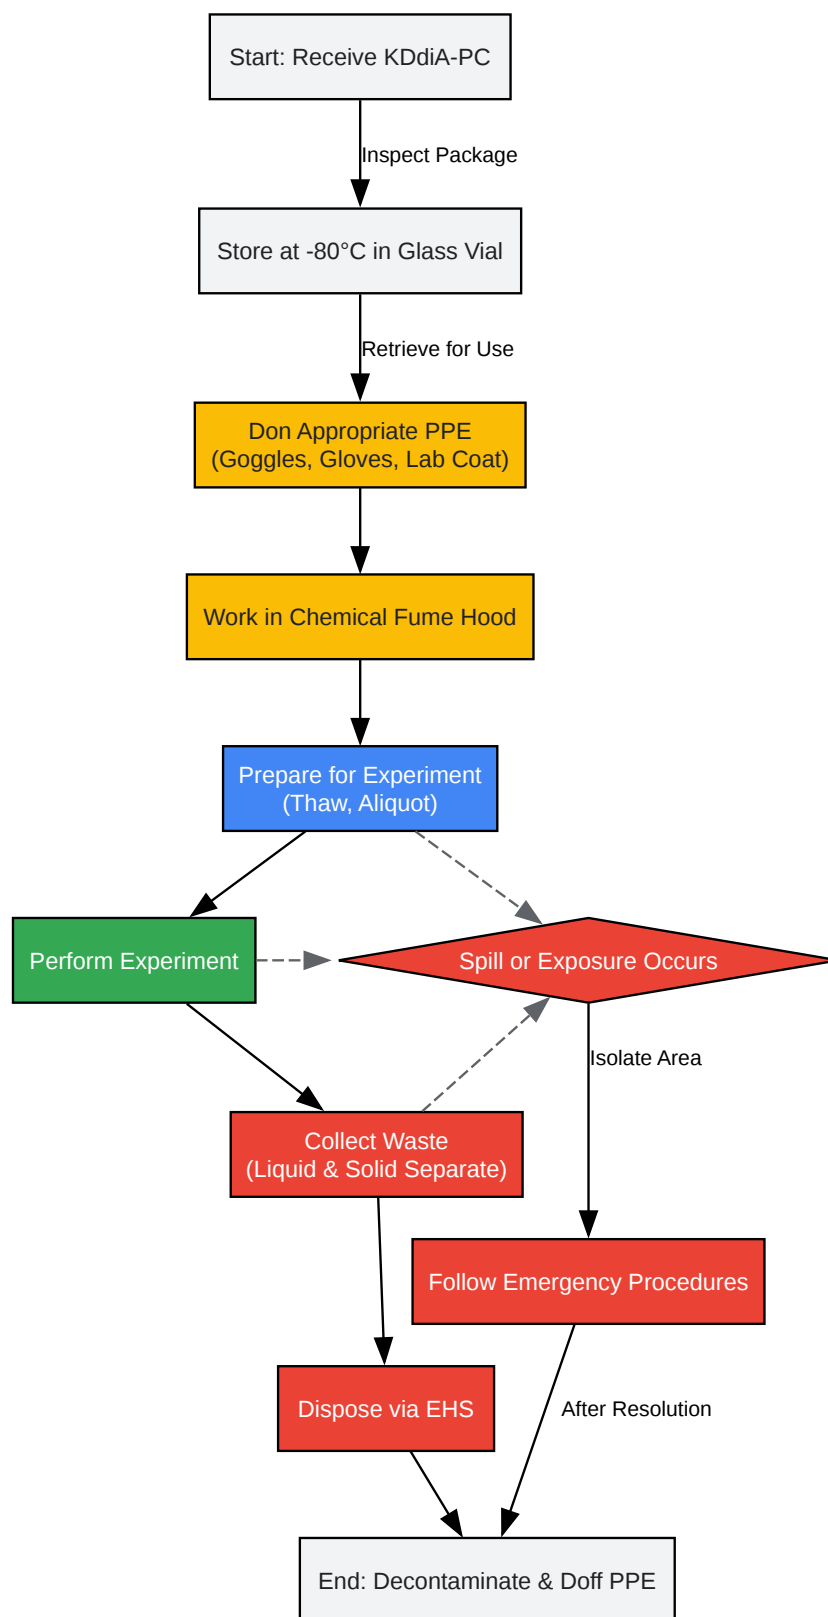 Start: Receive KDdiA-PC
Inspect Package
Store at -80°C in Glass Vial
Retrieve for Use
Don Appropriate PPE
(Goggles, Gloves, Lab Coat)
Work in Chemical Fume Hood
Prepare for Experiment
(Thaw, Aliquot)
Perform Experiment
Spill or Exposure Occurs
Isolate Area
Collect Waste
(Liquid & Solid Separate)
Follow Emergency Procedures
Dispose via EHS
After Resolution
End: Decontaminate & Doff PPE